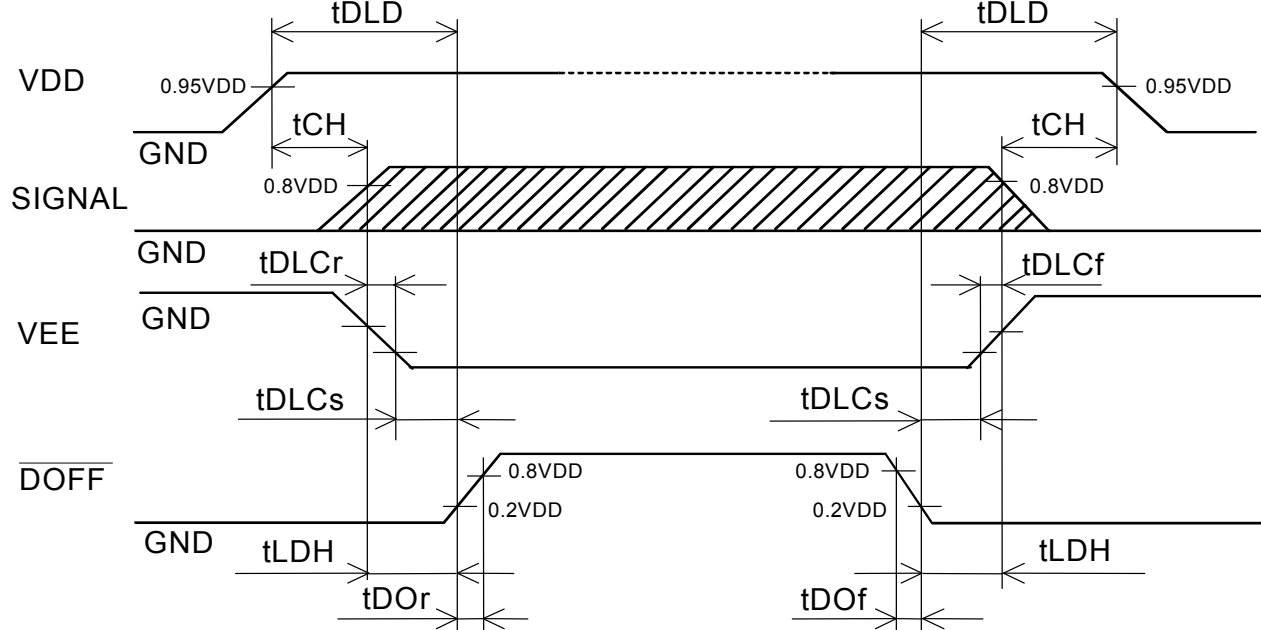 tDLD
tDLD
VDD
0.95VDD
0.95VDD
tCH
tCH
GND
0.8VDD
0.8VDD
SIGNAL
GND
tDLCr
tDLCf
GND
VEE
tDLCs
tDLCs
DOFF
0.8VDD
0.8VDD
0.2VDD
0.2VDD
GND
tLDH
tLDH
tDOr
tDOf